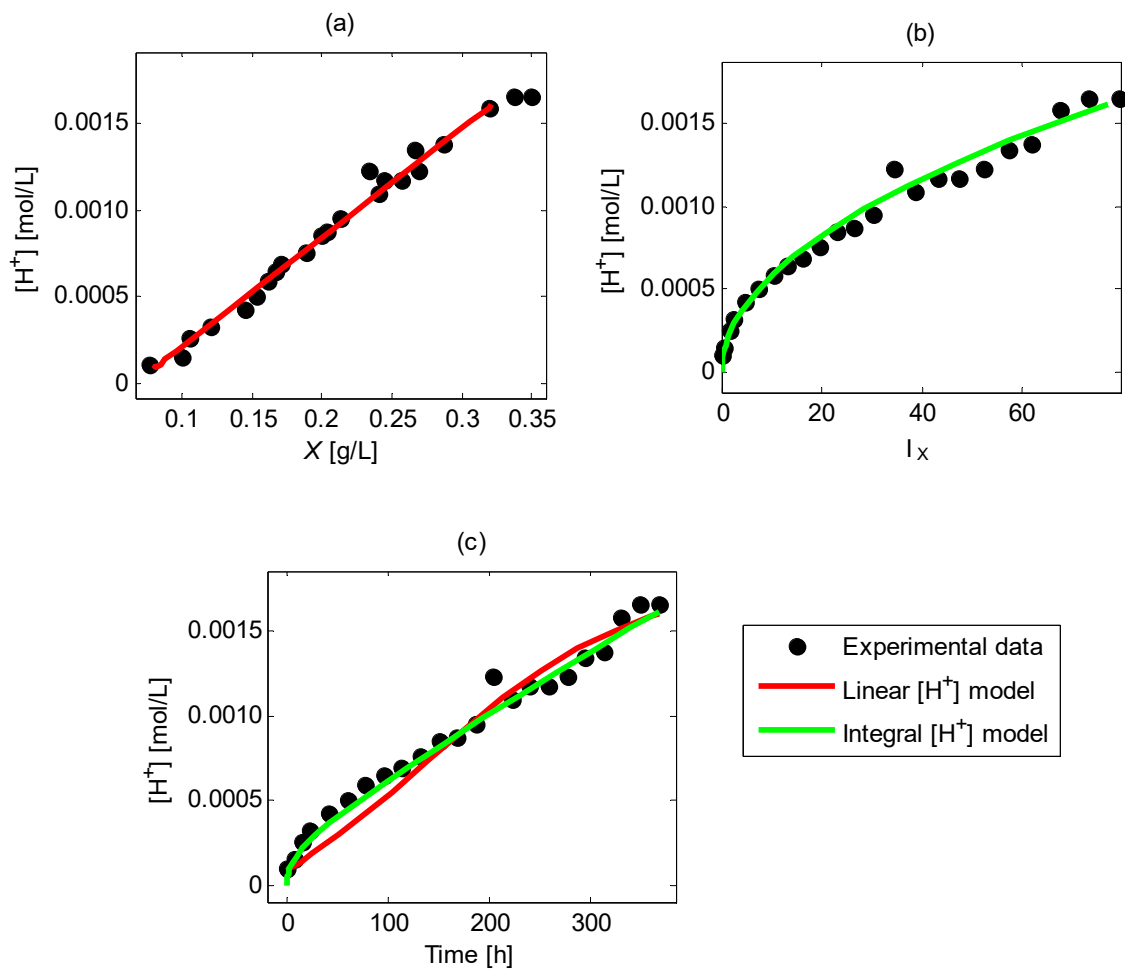 (a)
[H+] [mol/L]
0.0015
0.0010
0.0005
0
0.1 0.15 0.2 0.25 0.3 0.35
X [g/L]
(b)
[H+] [mol/L]
0.0015
0.0010
0.0005
0
0 20 40 60
I X
(c)
[H+] [mol/L]
0.0015
0.0010
0.0005
0
0 100 200 300
Time [h]
Experimental data
Linear [H+] model
Integral [H+] model